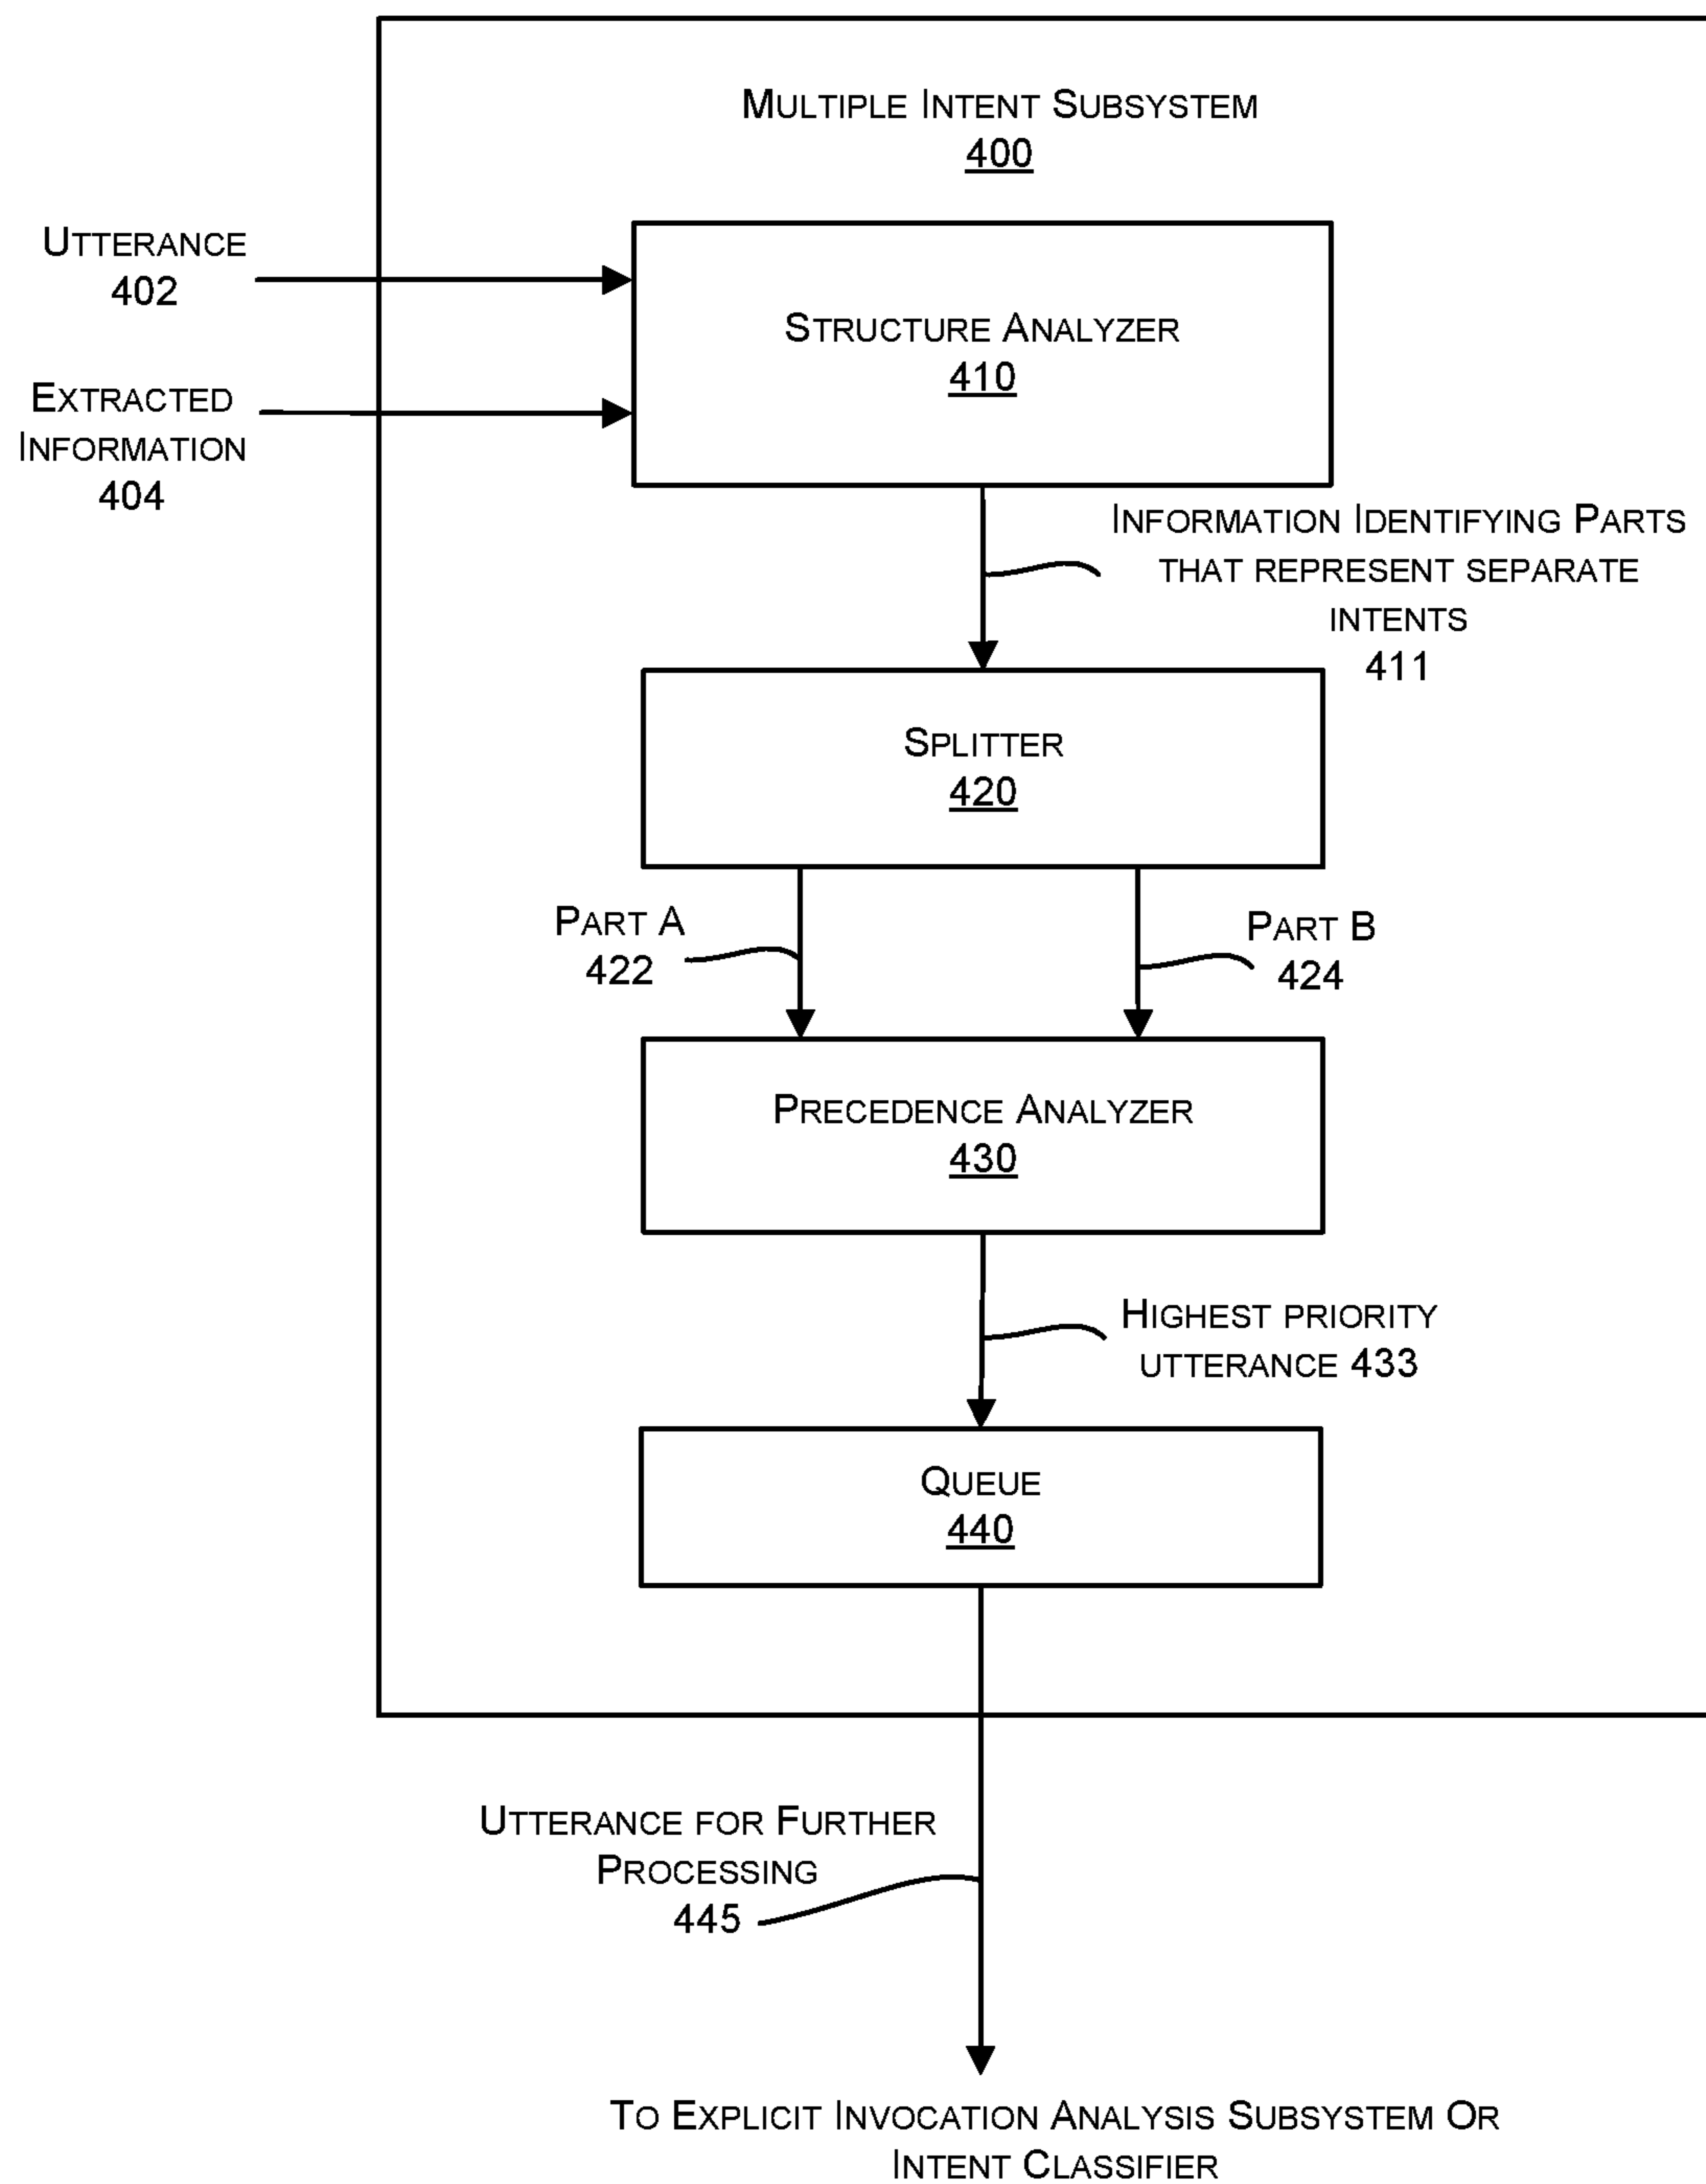 MULTIPLE INTENT SUBSYSTEM
400
UTTERANCE
402
STRUCTURE ANALYZER
410
EXTRACTED
INFORMATION
404
INFORMATION IDENTIFYING PARTS
THAT REPRESENT SEPARATE
INTENTS
411
SPLITTER
420
PART A
422
PART B
424
PRECEDENCE ANALYZER
430
HIGHEST PRIORITY
UTTERANCE 433
QUEUE
440
UTTERANCE FOR FURTHER
PROCESSING
445
TO EXPLICIT INVOCATION ANALYSIS SUBSYSTEM OR
INTENT CLASSIFIER